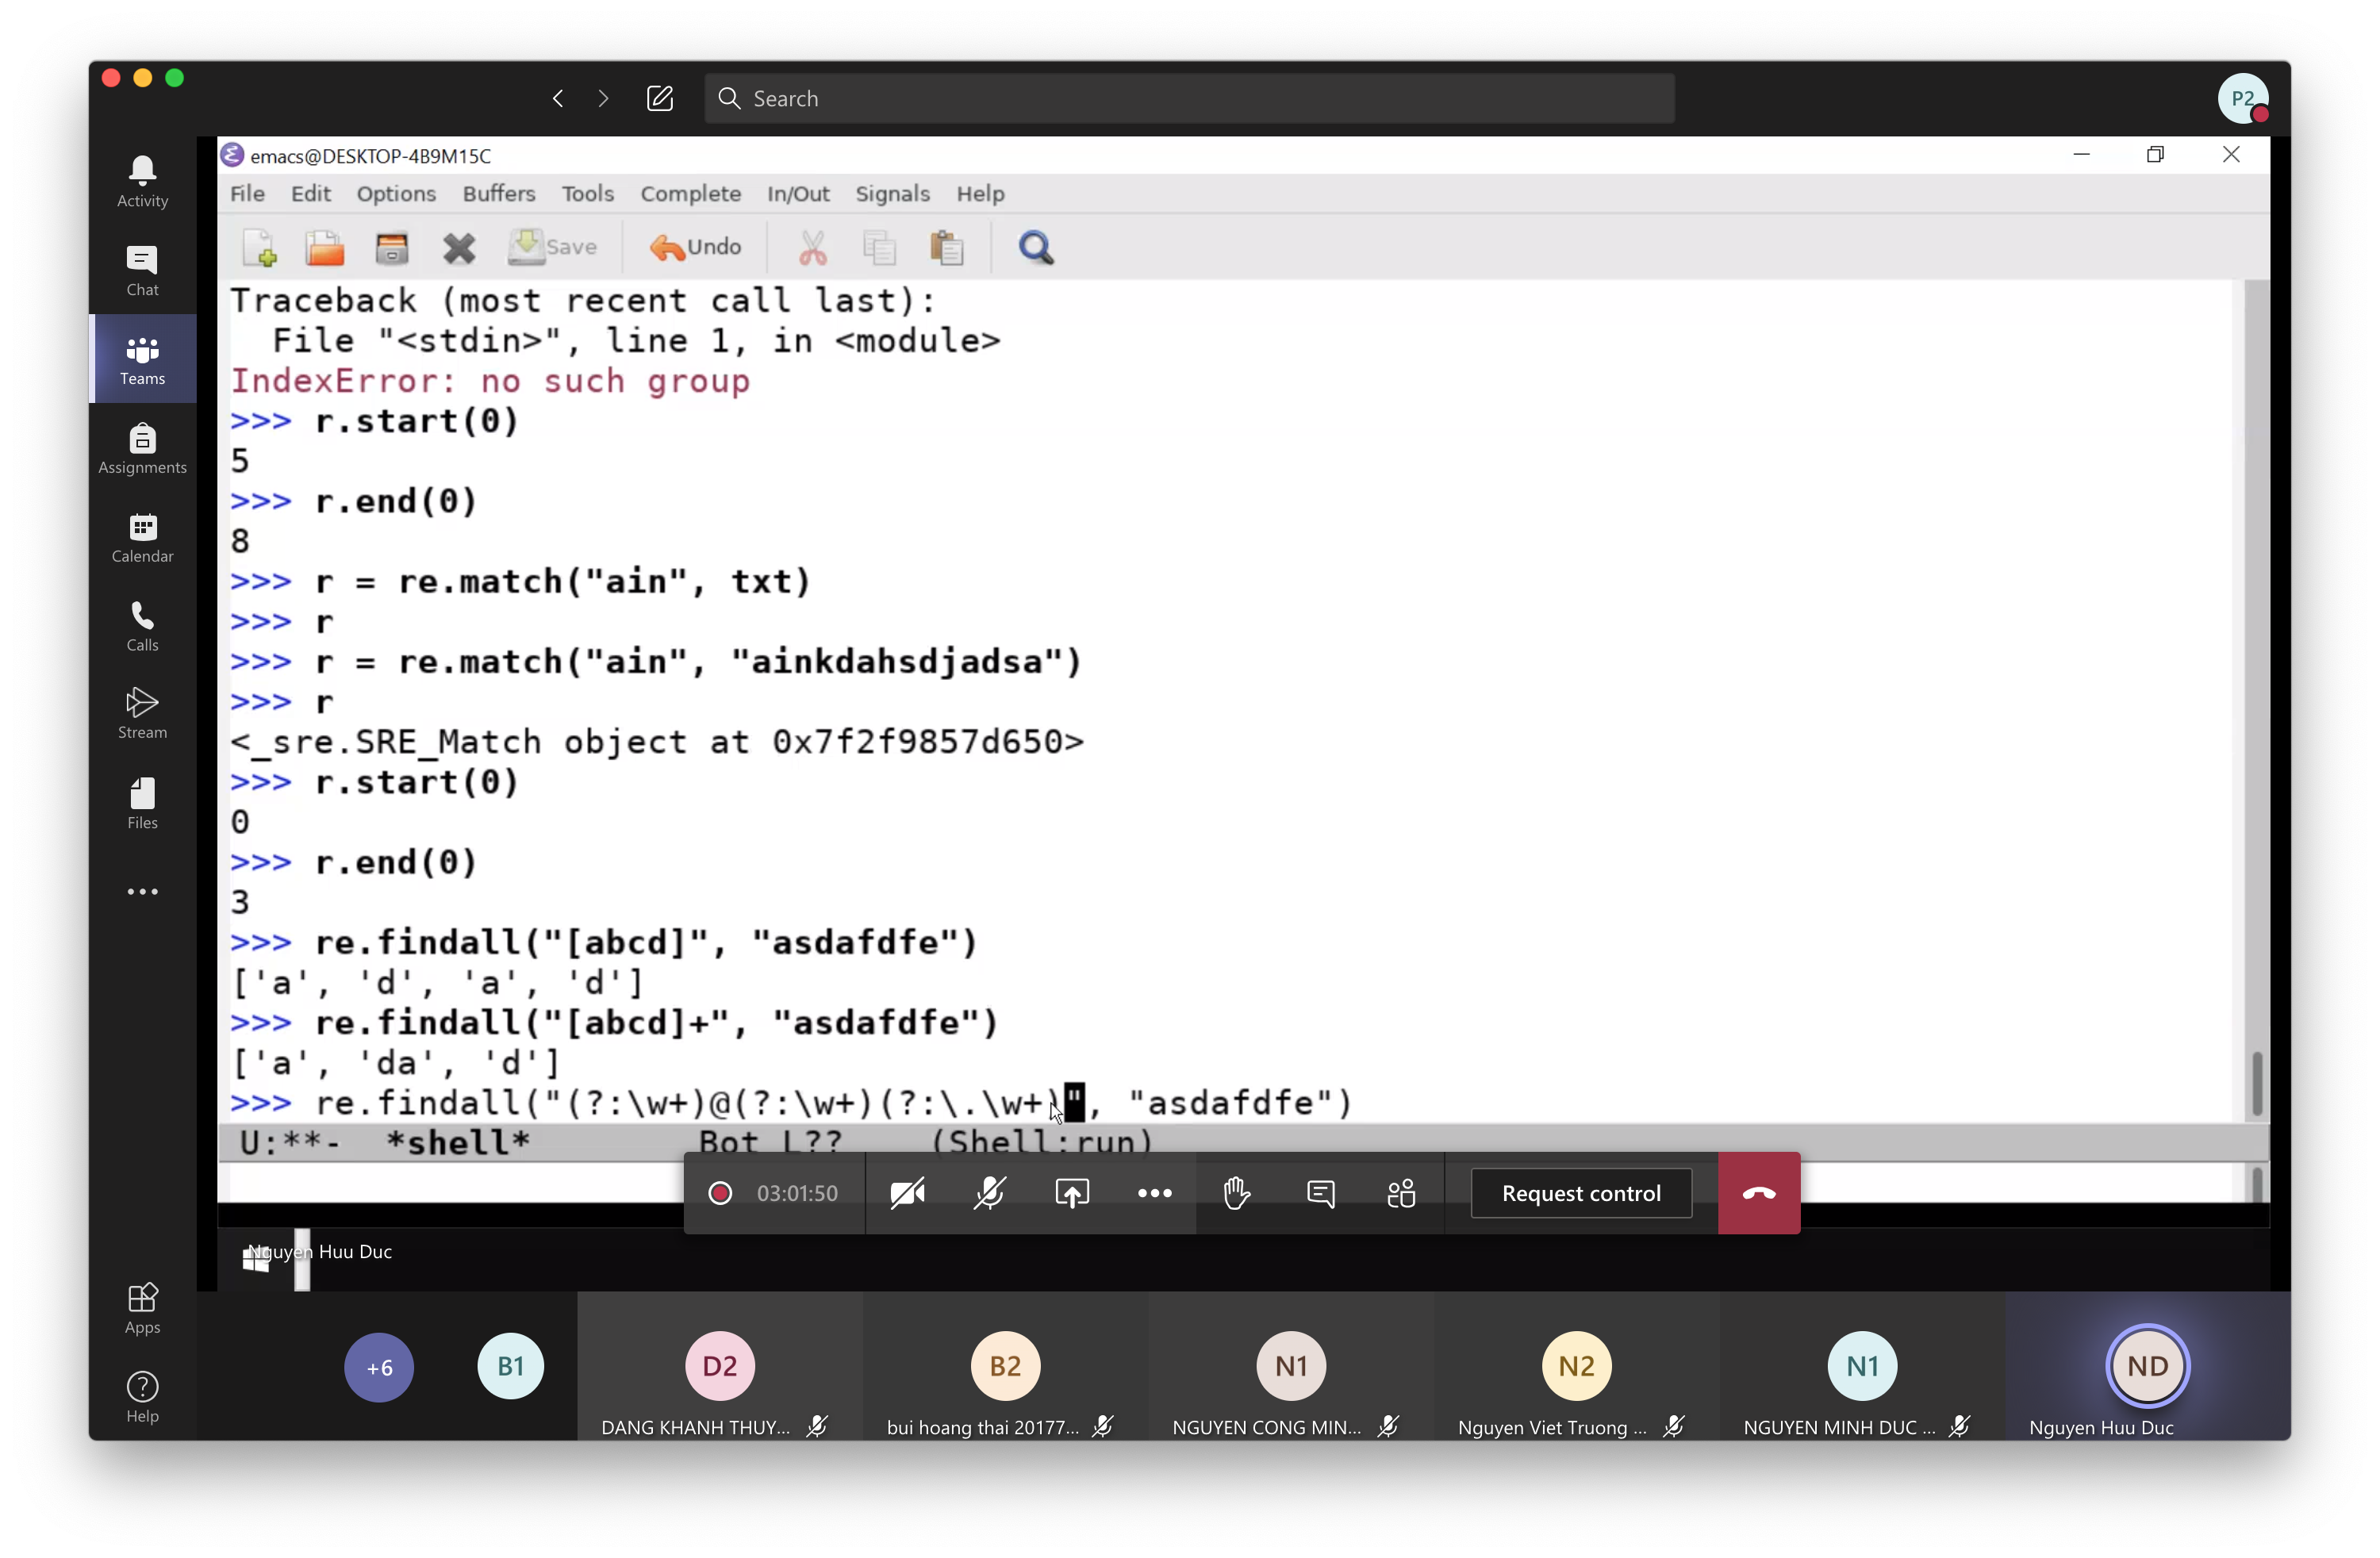 Search
P2
emacs@DESKTOP-4B9M15C
File Edit Options Buffers Tools Complete In/Out Signals Help
Save Undo
Activity
Chat
Teams
Assignments
Calendar
Calls
Stream
Files
Apps
Help
Traceback (most recent call last):
File "<stdin>", line 1, in <module>
IndexError: no such group
>>> r.start(0)
5
>>> r.end(0)
8
>>> r = re.match("ain", txt)
>>> r
>>> r = re.match("ain", "ainkdahsdjadsa")
>>> r
<_sre.SRE_Match object at 0x7f2f9857d650>
>>> r.start(0)
0
>>> r.end(0)
3
>>> re.findall("[abcd]", "asdafdfe")
['a', 'd', 'a', 'd']
>>> re.findall("[abcd]+", "asdafdfe")
['a', 'da', 'd']
>>> re.findall("(?:\w+)@(?:\w+)(?:\.\w+)", "asdafdfe")
U:**- *shell* Bot L?? (Shell:run)
03:01:50
Request control
Nguyen Huu Duc
+6
B1
D2
B2
N1
N2
N1
ND
DANG KHANH THUY...
bui hoang thai 20177...
NGUYEN CONG MIN...
Nguyen Viet Truong ...
NGUYEN MINH DUC ...
Nguyen Huu Duc